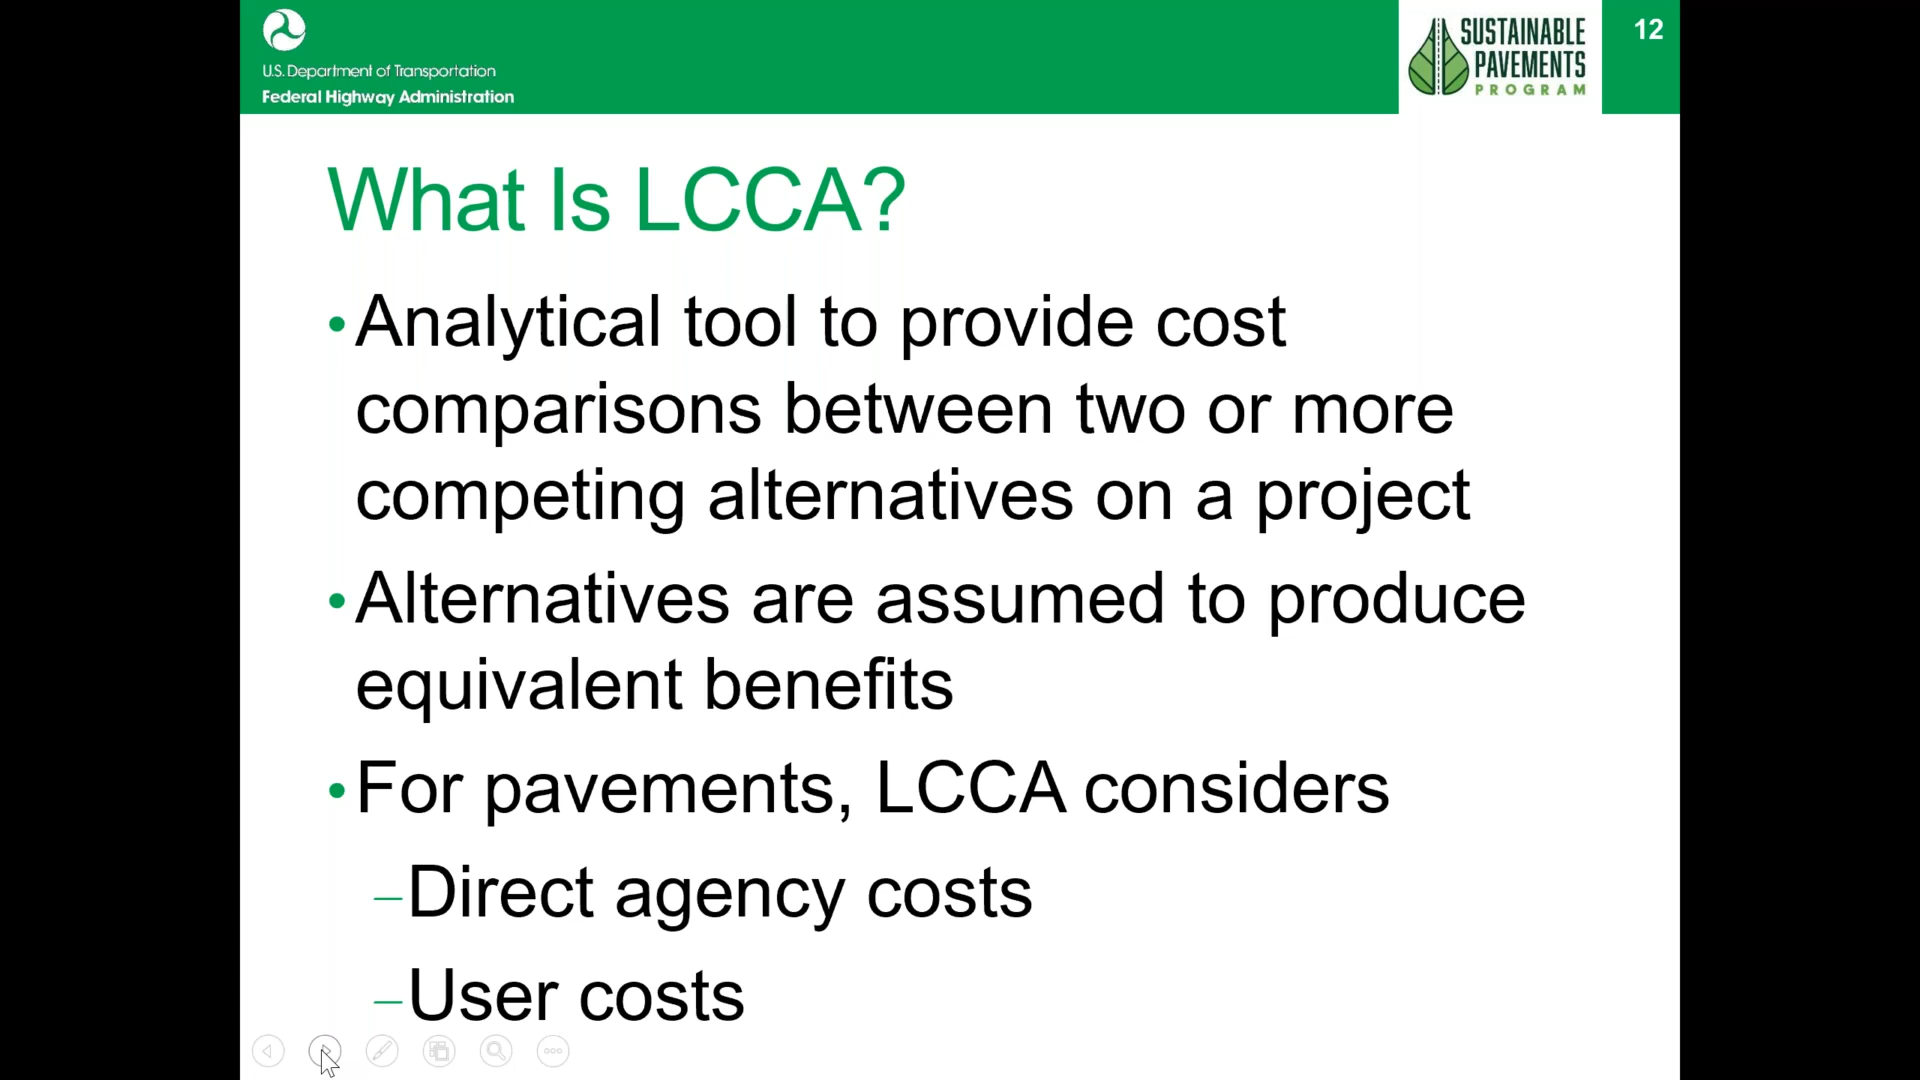 U.S. Department of Transportation
Federal Highway Administration
SUSTAINABLE
PAVEMENTS
PROGRAM
12
What Is LCCA?
•Analytical tool to provide cost
comparisons between two or more
competing alternatives on a project
•Alternatives are assumed to produce
equivalent benefits
•For pavements, LCCA considers
–Direct agency costs
–User costs